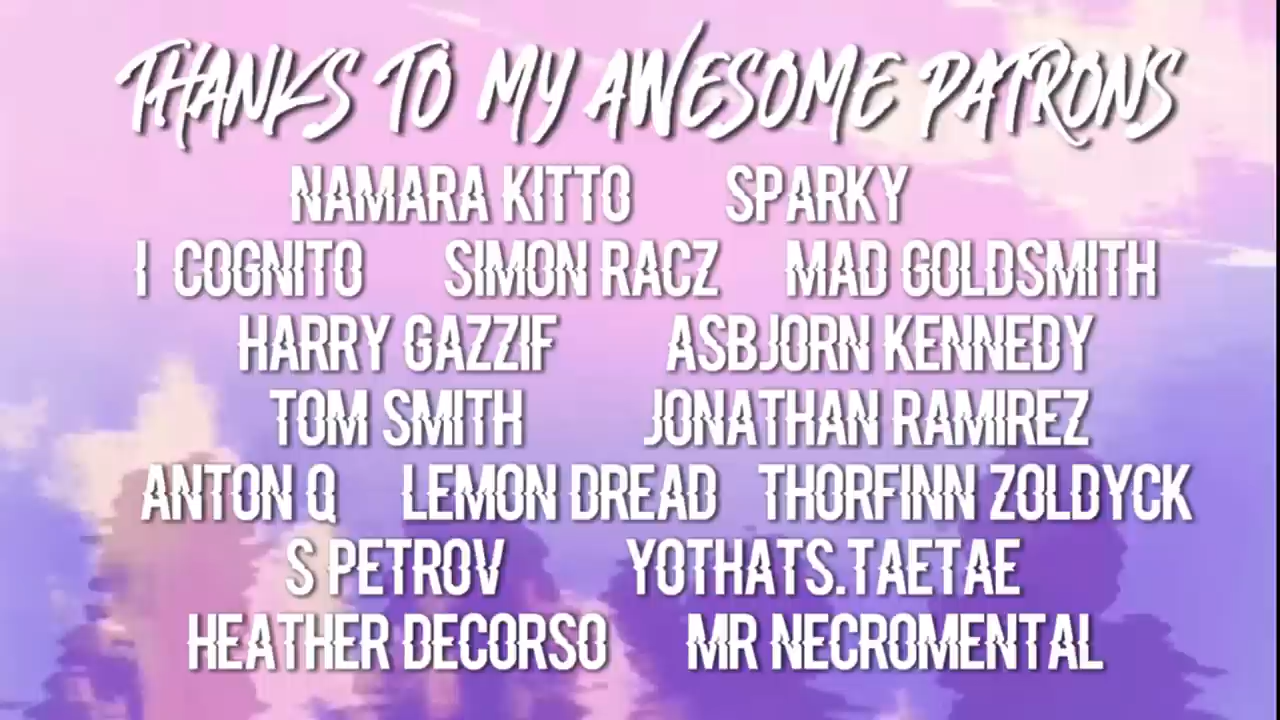 THANKS TO MY AWESOME PATRONS
NAMARA KITTO SPARKY
I COGNITO SIMON RACZ MAD GOLDSMITH
HARRY GAZZIF ASBJORN KENNEDY
TOM SMITH JONATHAN RAMIREZ
ANTON Q LEMON DREAD THORFINN ZOLDYCK
S PETROV YOTHATS.TAETAE
HEATHER DECORSO MR NECROMENTAL